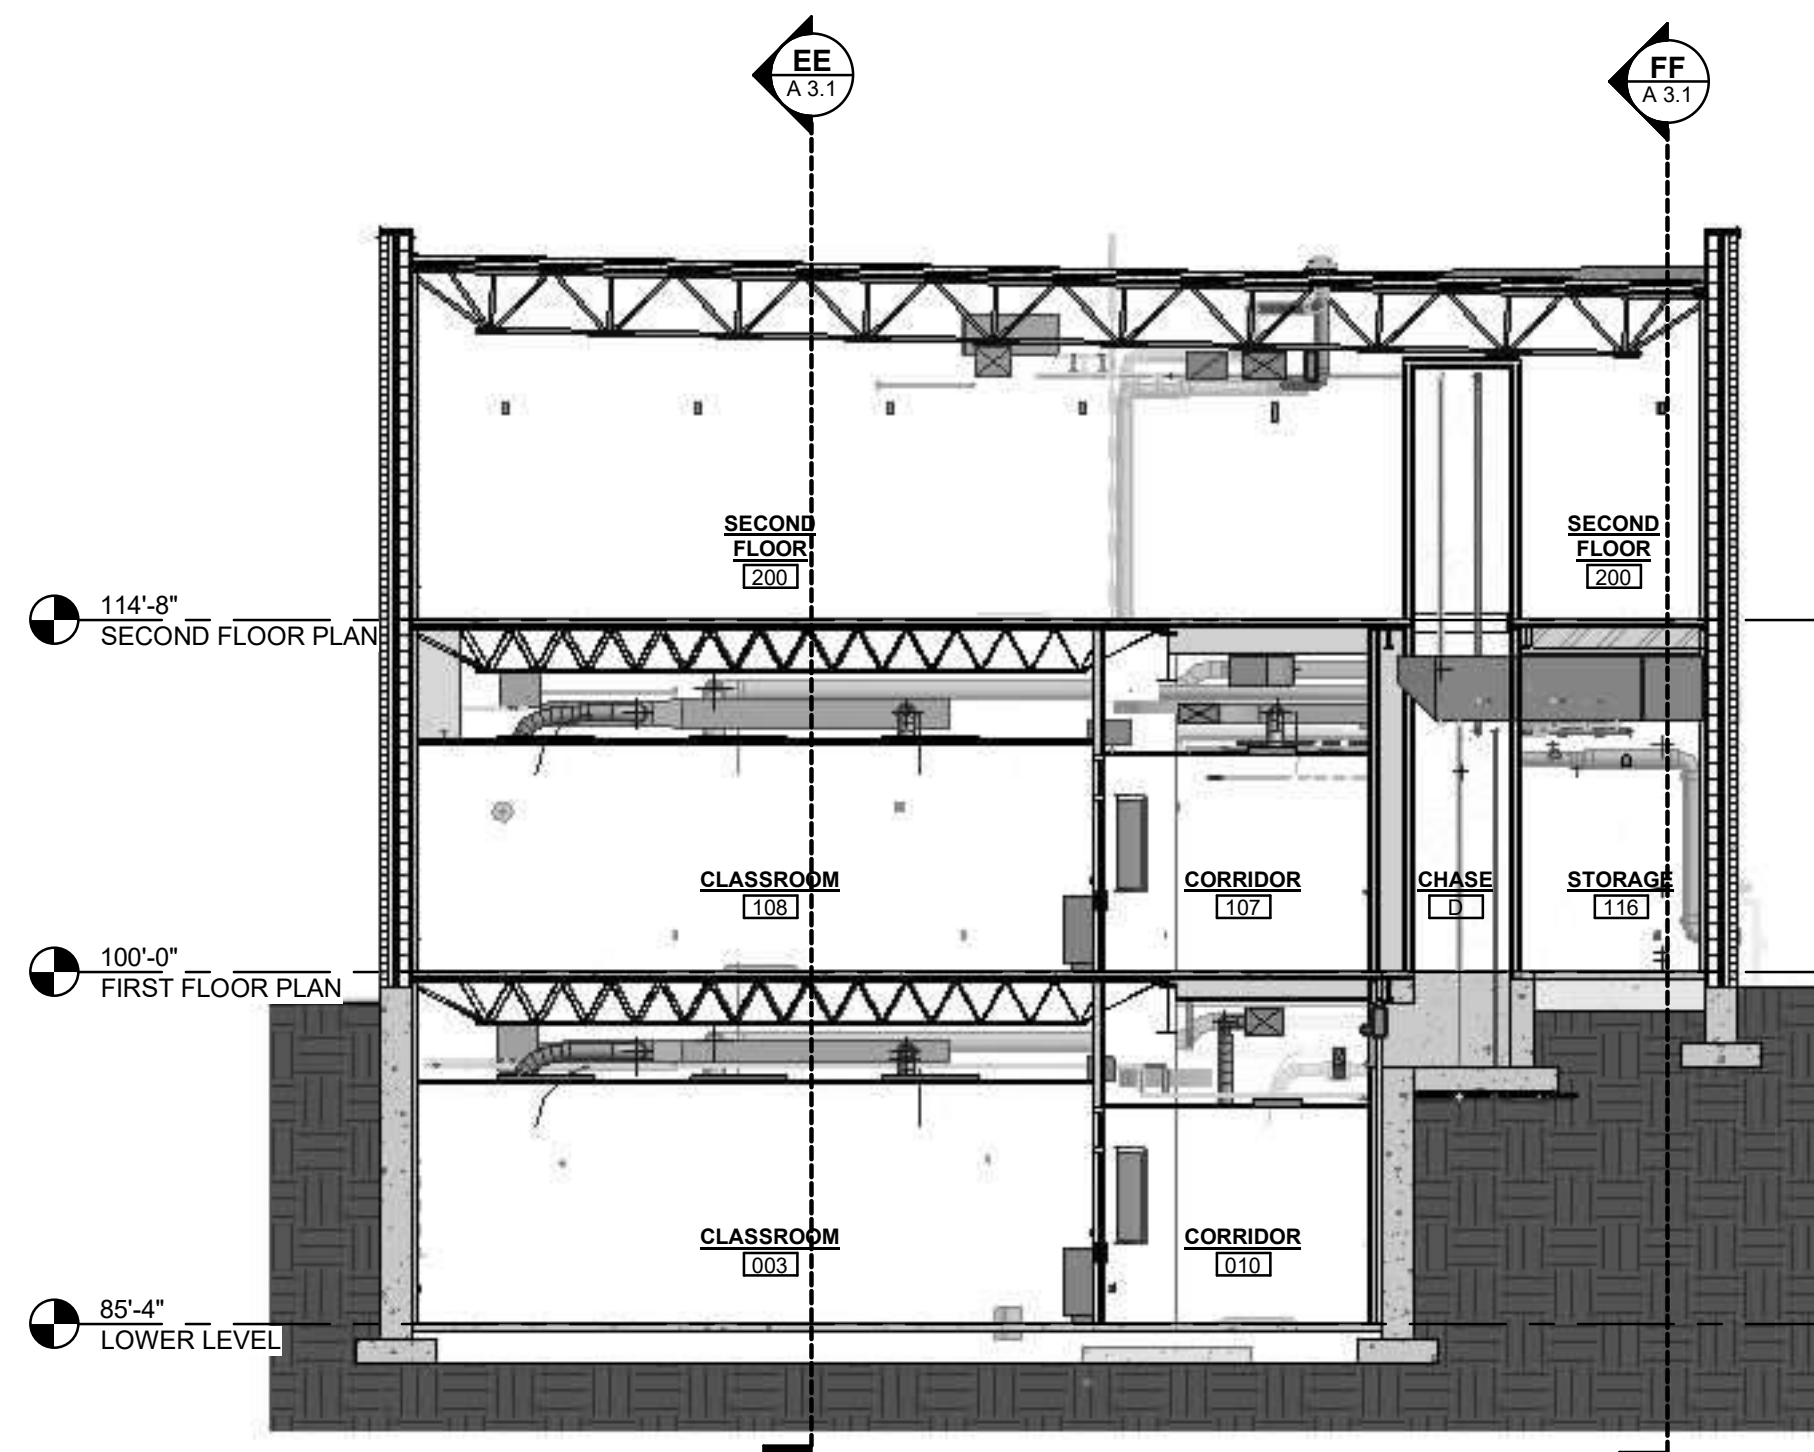 EE
A 3.1
FF
A 3.1
SECOND
FLOOR
200
SECOND
FLOOR
200
114'-8"
SECOND FLOOR PLAN
CLASSROOM
108
CORRIDOR
107
CHASE
D
STORAGE
116
100'-0"
FIRST FLOOR PLAN
CLASSROOM
003
CORRIDOR
010
85'-4"
LOWER LEVEL